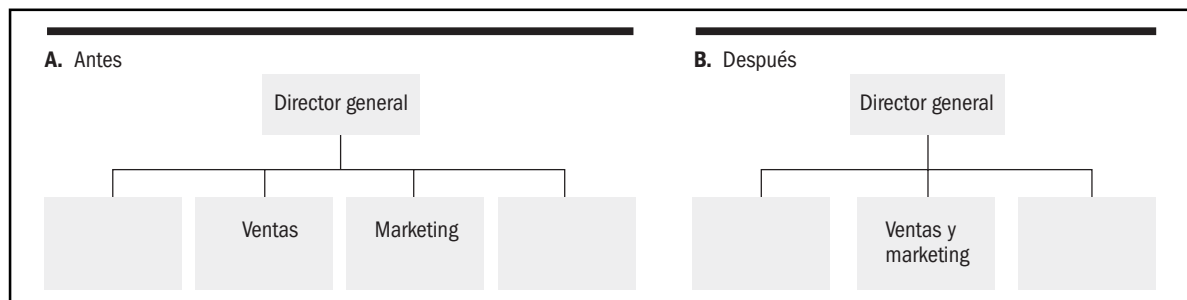 A. Antes
Director general
Ventas
Marketing
B. Después
Director general
Ventas y
marketing